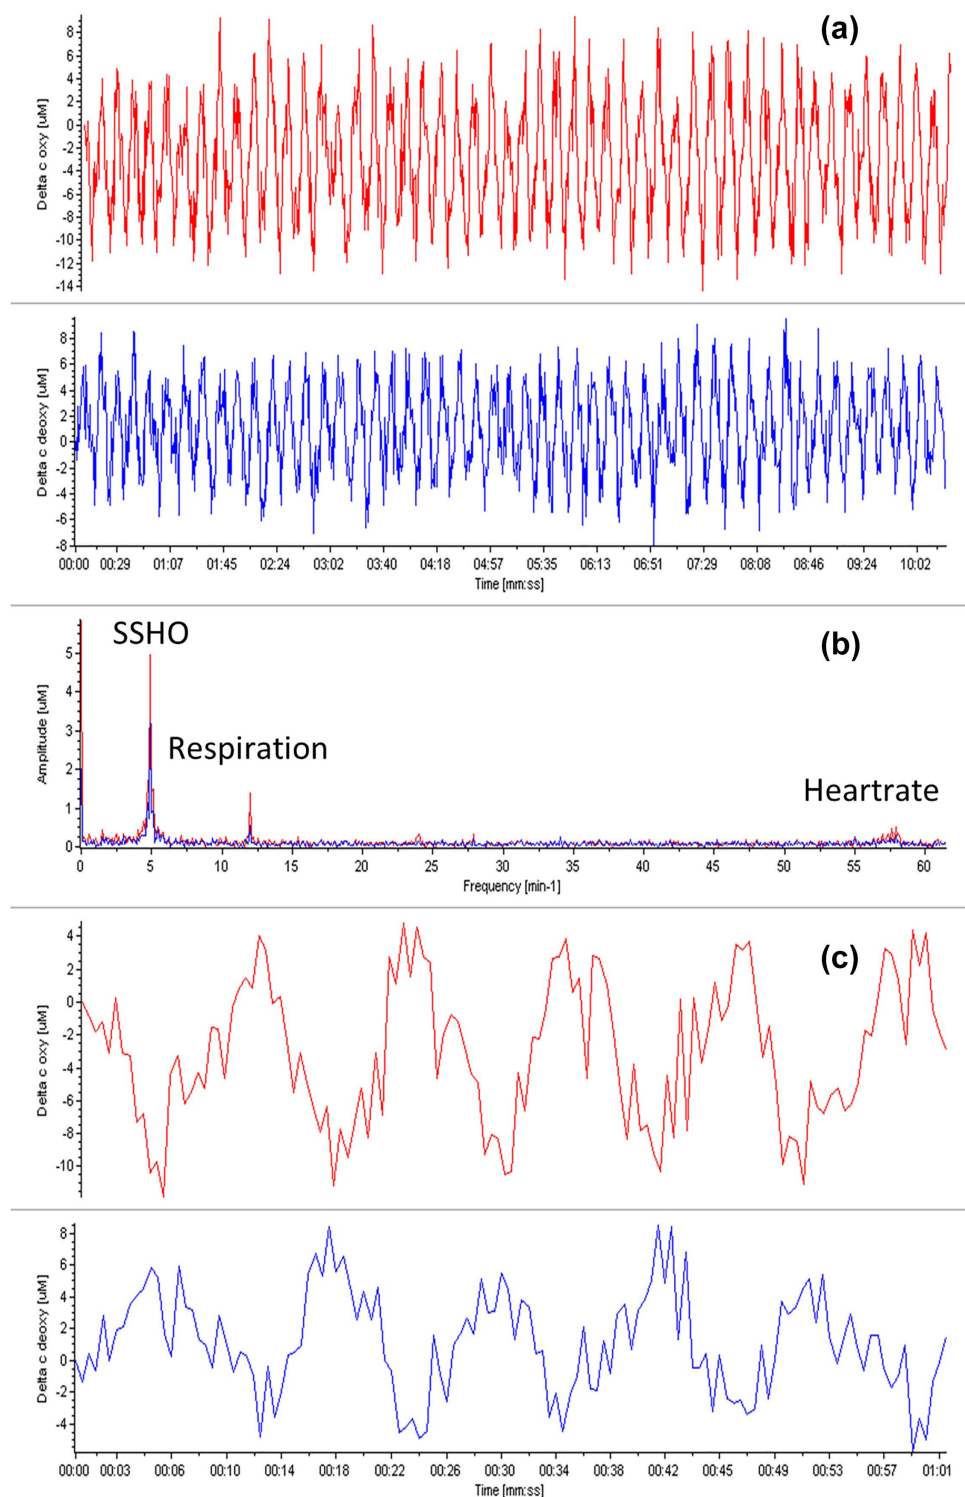 (a)
Delta c oxy [uM]
8
6
4
2
0
-2
-4
-6
-8
-10
-12
-14
Delta c deoxy [uM]
8
6
4
2
0
-2
-4
-6
-8
00:00 00:29 01:07 01:45 02:24 03:02 03:40 04:18 04:57 05:35 06:13 06:51 07:29 08:08 08:46 09:24 10:02
Time [mm:ss]
(b)
SSHO
Respiration
Heartrate
Amplitude [uM]
5
4
3
2
1
0
0 5 10 15 20 25 30 35 40 45 50 55 60
Frequency [min-1]
(c)
Delta c oxy [uM]
4
2
0
-2
-4
-6
-8
-10
Delta c deoxy [uM]
8
6
4
2
0
-2
-4
00:00 00:03 00:06 00:10 00:14 00:18 00:22 00:26 00:30 00:34 00:38 00:42 00:45 00:49 00:53 00:57 01:01
Time [mm:ss]